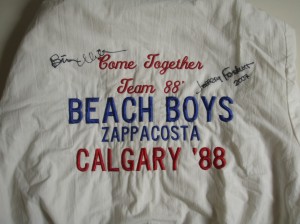 Come Together
Team 88'
BEACH BOYS
ZAPPACOSTA
CALGARY '88